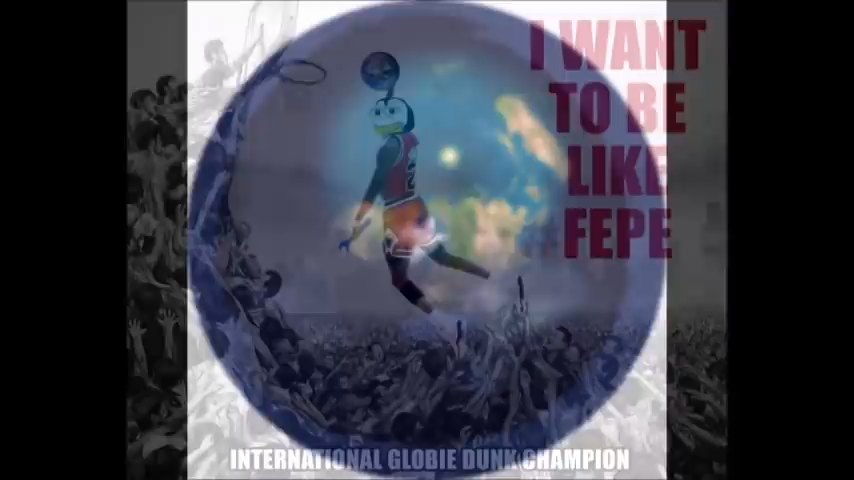 I WANT
TO BE
LIKE
FEPE
INTERNATIONAL GLOBIE DUNK CHAMPION